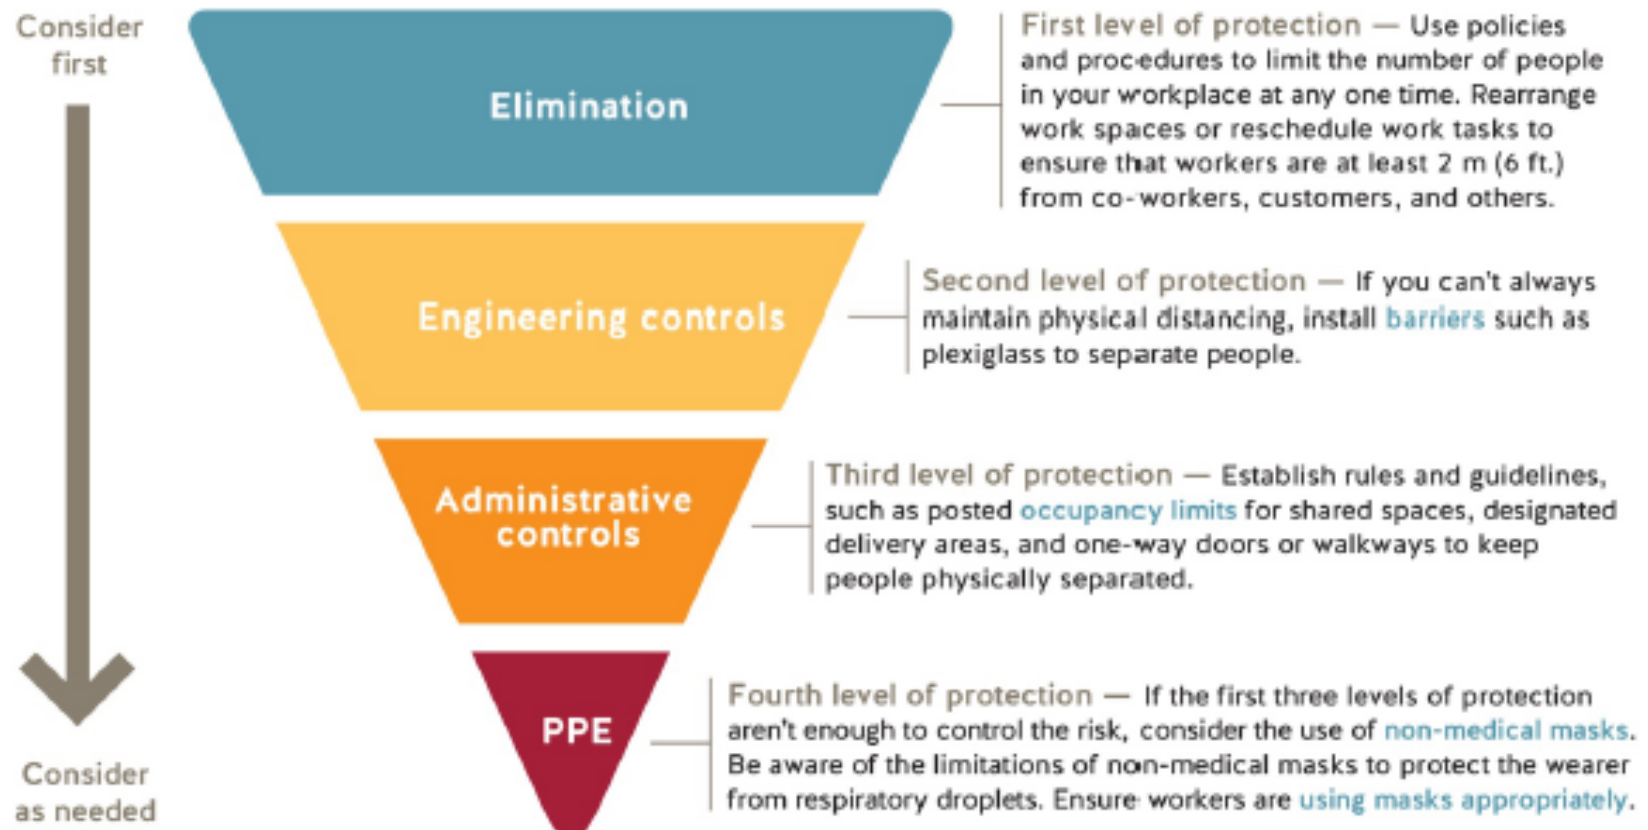 Consider
first
Elimination
First level of protection — Use policies
and procedures to limit the number of people
in your workplace at any one time. Rearrange
work spaces or reschedule work tasks to
ensure that workers are at least 2 m (6 ft.)
from co-workers, customers, and others.
Engineering controls
Second level of protection — If you can't always
maintain physical distancing, install barriers such as
plexiglass to separate people.
Administrative
controls
Third level of protection — Establish rules and guidelines,
such as posted occupancy limits for shared spaces, designated
delivery areas, and one-way doors or walkways to keep
people physically separated.
PPE
Fourth level of protection — If the first three levels of protection
aren't enough to control the risk, consider the use of non-medical masks.
Be aware of the limitations of non-medical masks to protect the wearer
from respiratory droplets. Ensure workers are using masks appropriately.
Consider
as needed